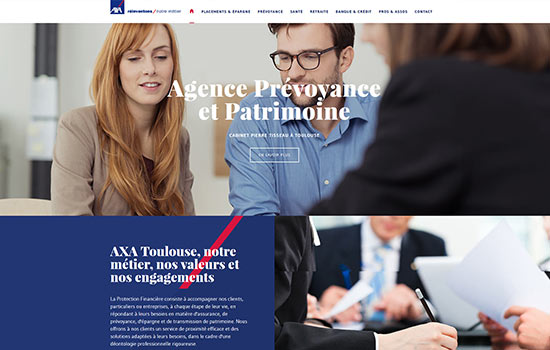 AXA réinventons / notre métier PLACEMENTS & ÉPARGNE PRÉVOYANCE SANTÉ RETRAITE BANQUE & CRÉDIT PROS & ASSOS CONTACT
Agence Prévoyance
et Patrimoine
CABINET PIERRE TISSEAU À TOULOUSE
EN SAVOIR PLUS
AXA Toulouse, notre
métier, nos valeurs et
nos engagements
La Protection Financière consiste à accompagner nos clients,
particuliers ou entreprises, à chaque étape de leur vie, en
répondant à leurs besoins en matière d'assurance, de
prévoyance, d'épargne et de transmission de patrimoine. Nous
offrons à nos clients un service de proximité efficace et des
solutions adaptées à leurs besoins, dans le cadre d'une
déontologie professionnelle rigoureuse